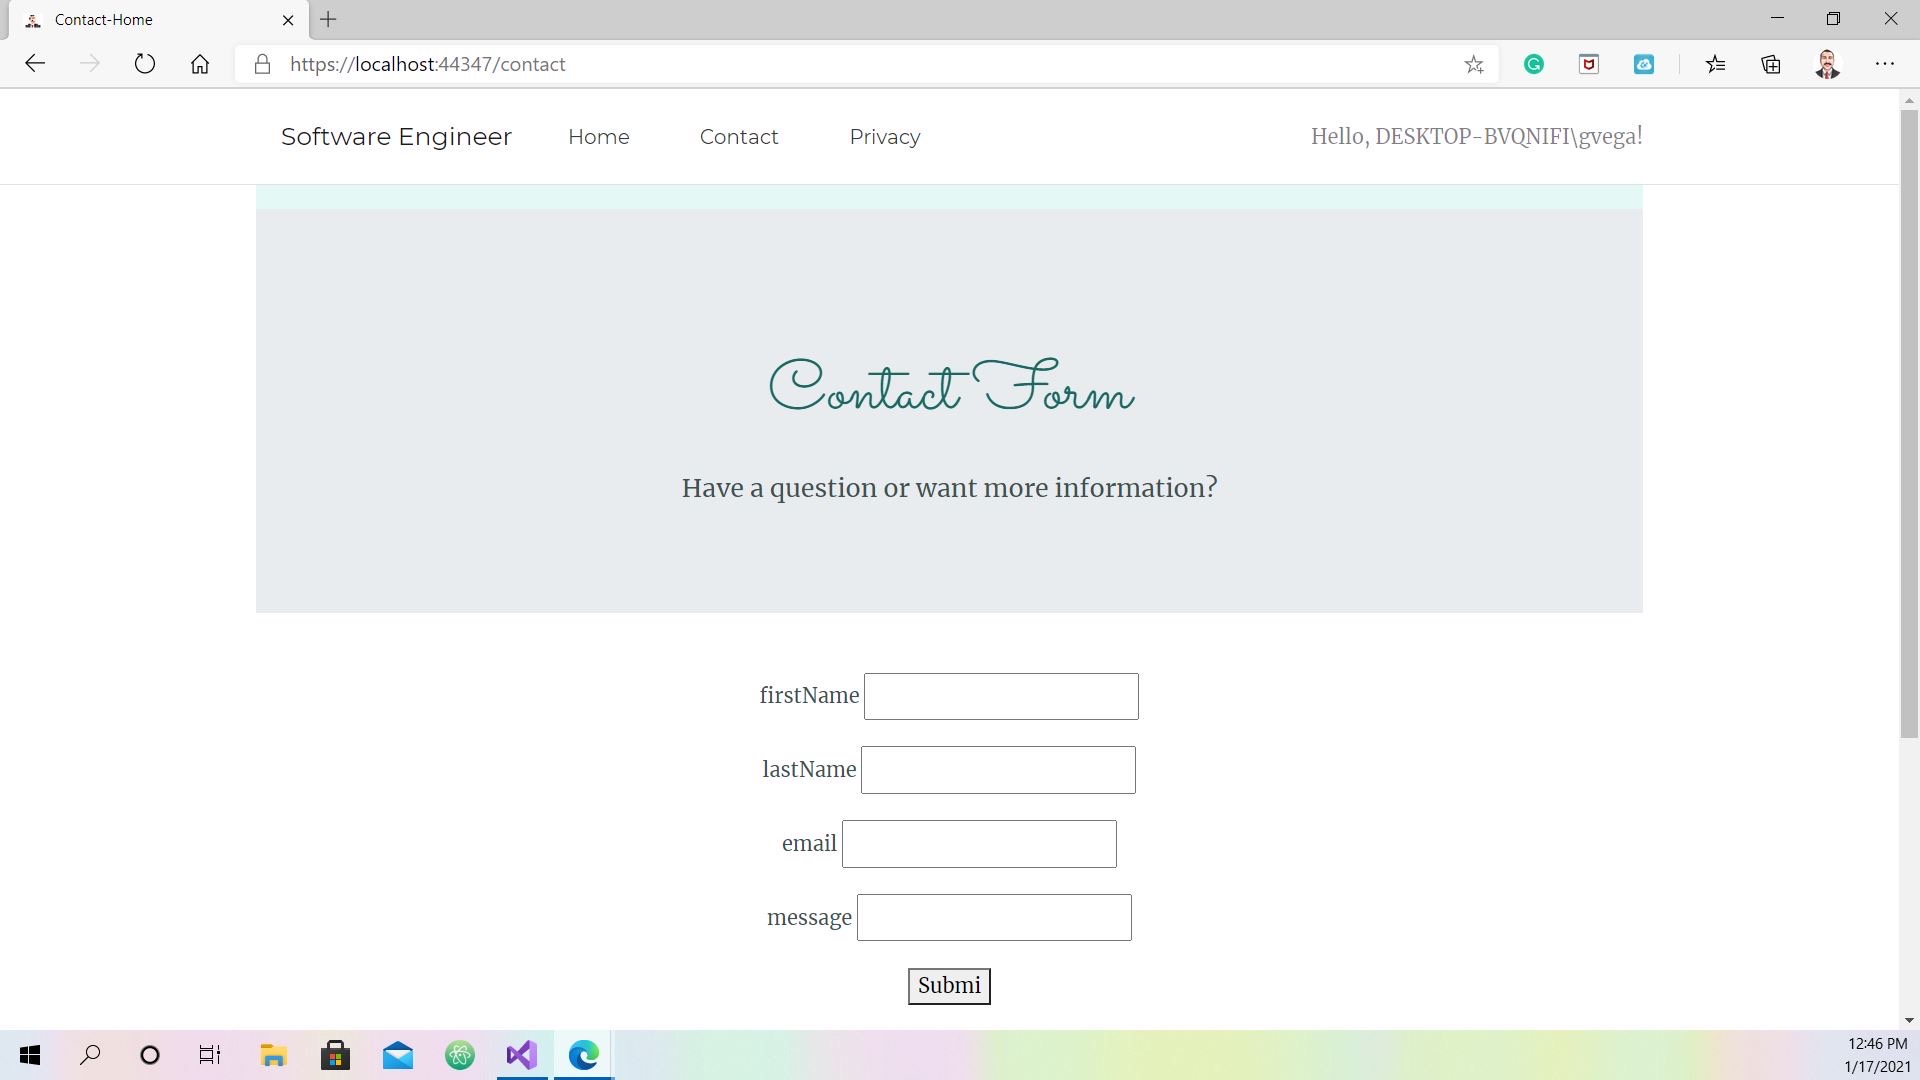 Contact-Home
https://localhost:44347/contact
Software Engineer Home Contact Privacy Hello, DESKTOP-BVQNIFI\gvega!
Contact Form
Have a question or want more information?
firstName
lastName
email
message
Submi
12:46 PM
1/17/2021